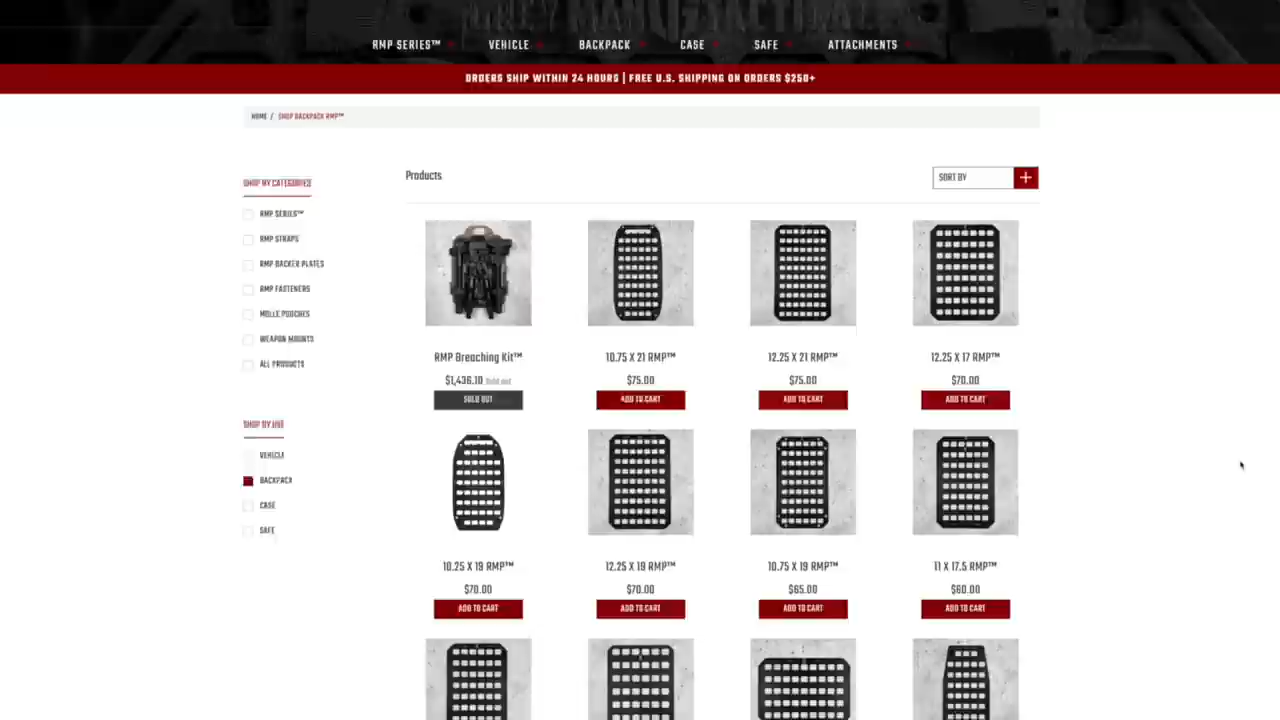 RMP SERIES™
VEHICLE
BACKPACK
CASE
SAFE
ATTACHMENTS
ORDERS SHIP WITHIN 24 HOURS | FREE U.S. SHIPPING ON ORDERS $250+
HOME / SHOP BACKPACK RMP™
SHOP BY CATEGORIES
RMP SERIES™
RMP STRAPS
RMP BACKER PLATES
RMP FASTENERS
MOLLE POUCHES
WEAPON MOUNTS
ALL PRODUCTS
SHOP BY USE
VEHICLE
BACKPACK
CASE
SAFE
Products
SORT BY
RMP Breaching Kit™
$1,436.10 Sold out
SOLD OUT
10.75 X 21 RMP™
$75.00
ADD TO CART
12.25 X 21 RMP™
$75.00
ADD TO CART
12.25 X 17 RMP™
$70.00
ADD TO CART
10.25 X 19 RMP™
$70.00
ADD TO CART
12.25 X 19 RMP™
$70.00
ADD TO CART
10.75 X 19 RMP™
$65.00
ADD TO CART
11 X 17.5 RMP™
$60.00
ADD TO CART